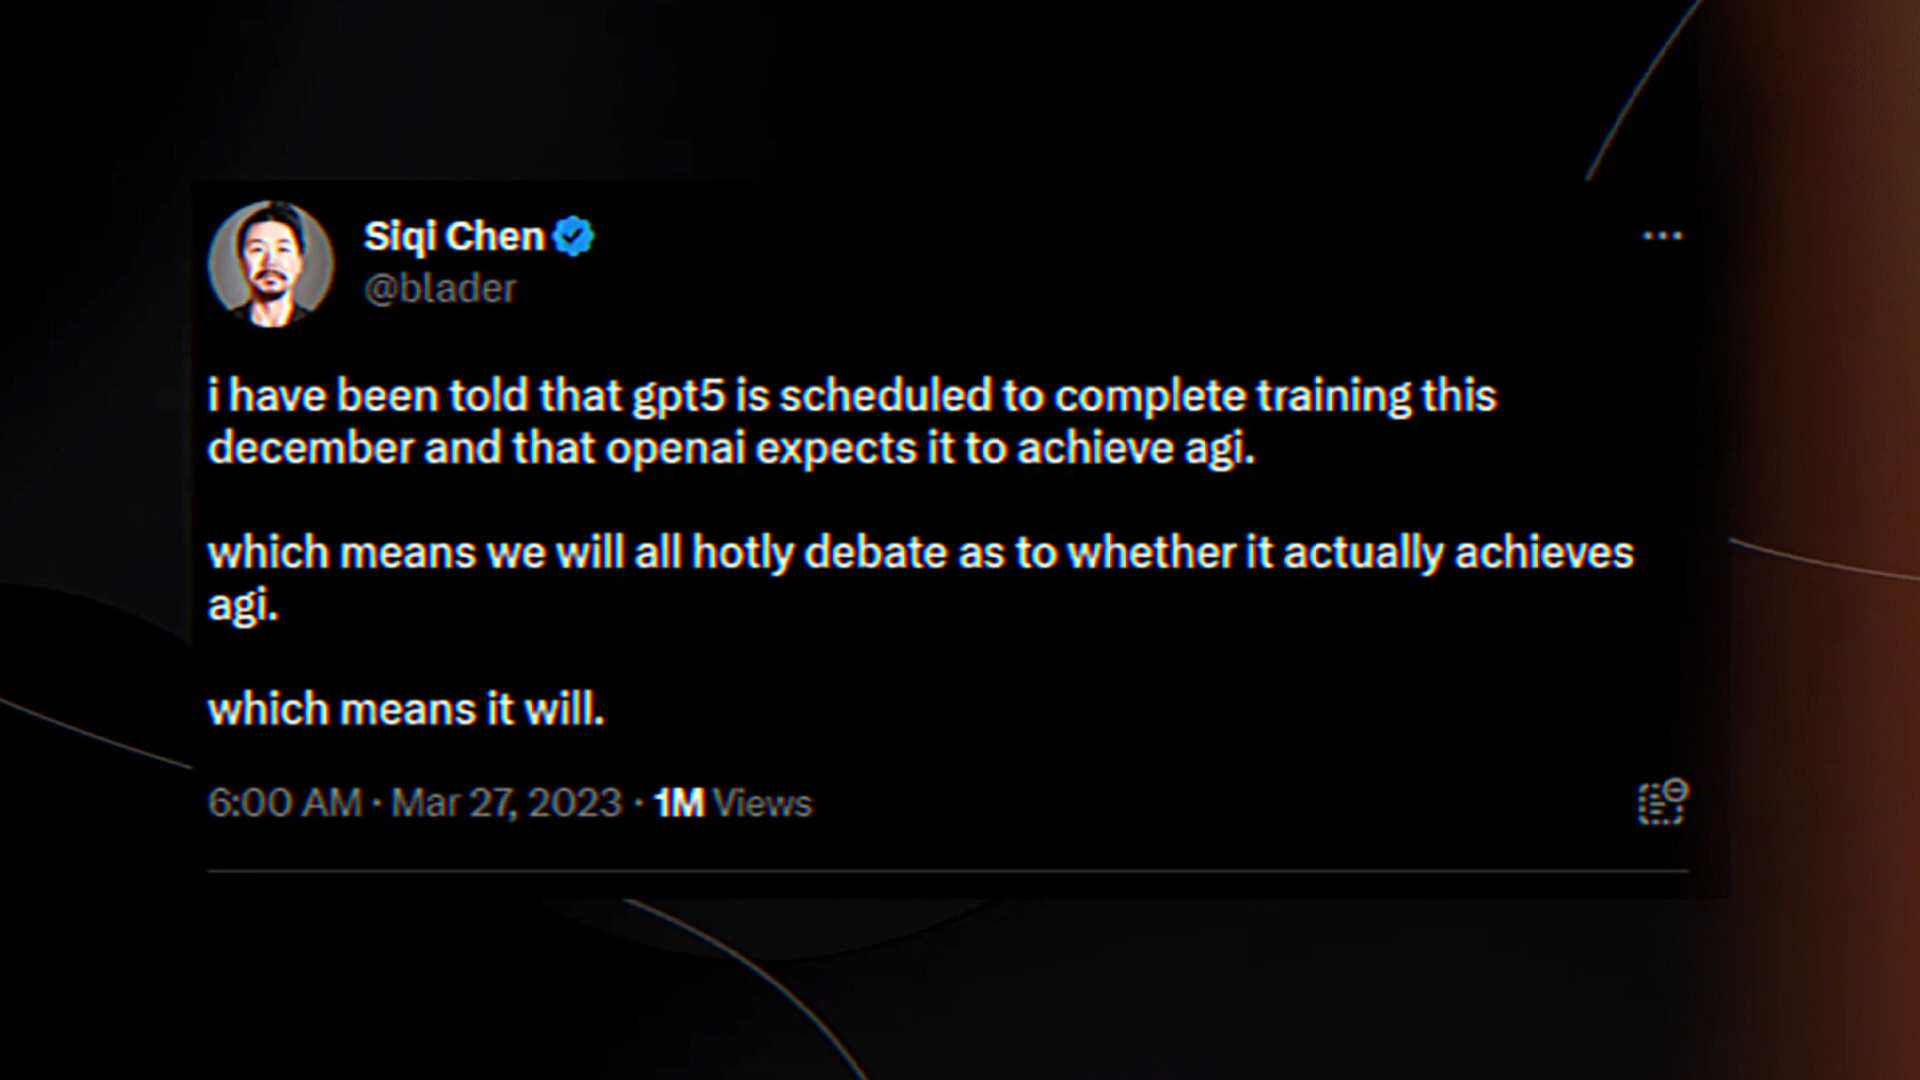 Siqi Chen
@blader
i have been told that gpt5 is scheduled to complete training this
december and that openai expects it to achieve agi.
which means we will all hotly debate as to whether it actually achieves
agi.
which means it will.
6:00 AM · Mar 27, 2023 · 1M Views